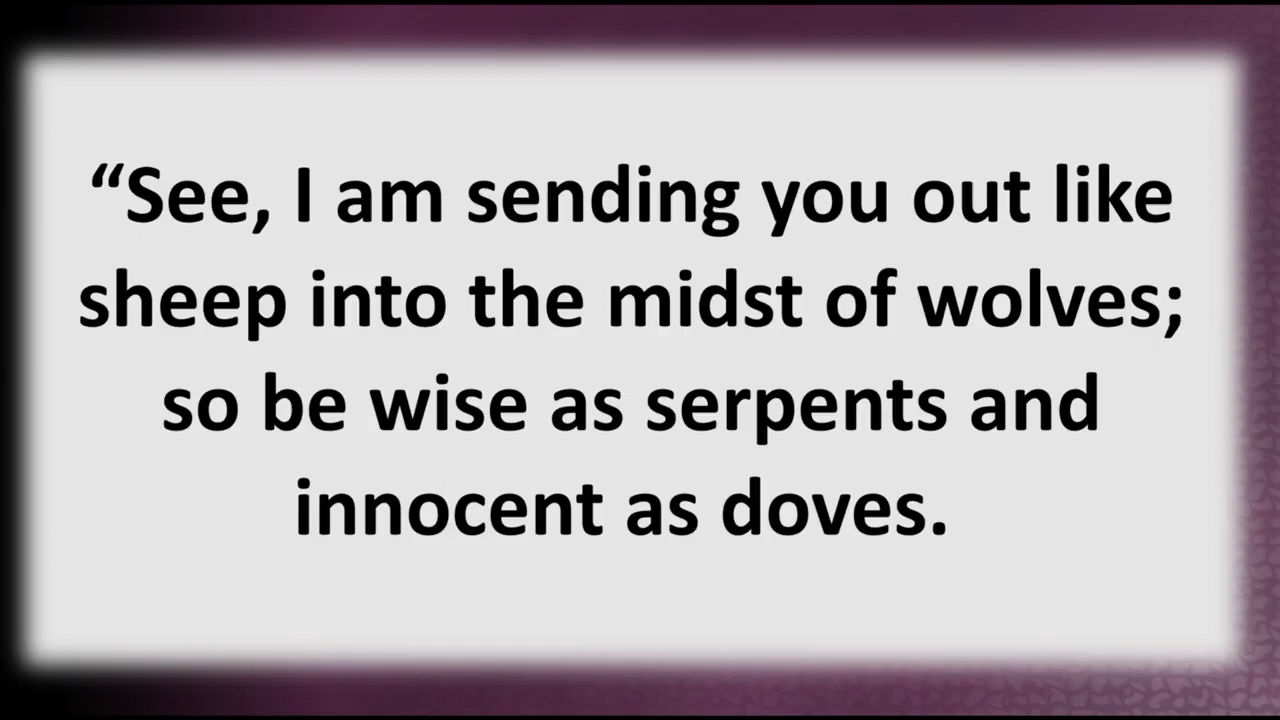 “See, I am sending you out like
sheep into the midst of wolves;
so be wise as serpents and
innocent as doves.